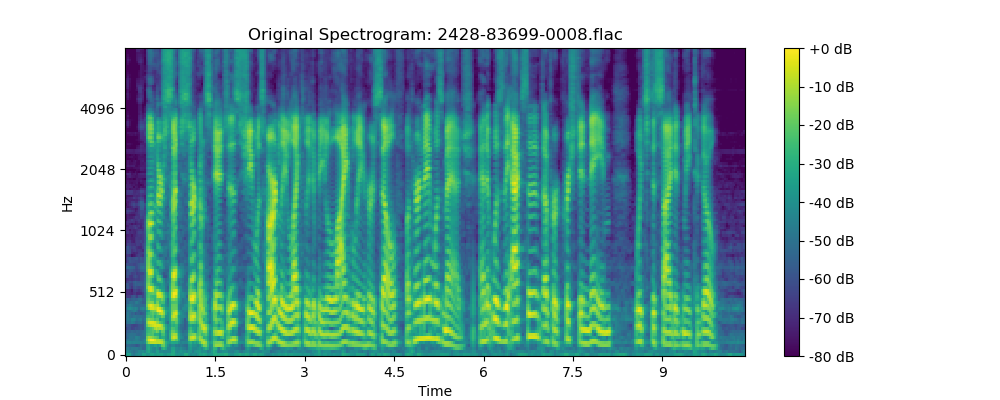 Original Spectrogram: 2428-83699-0008.flac
Hz
4096
2048
1024
512
0
0 1.5 3 4.5 6 7.5 9
Time
+0 dB
-10 dB
-20 dB
-30 dB
-40 dB
-50 dB
-60 dB
-70 dB
-80 dB